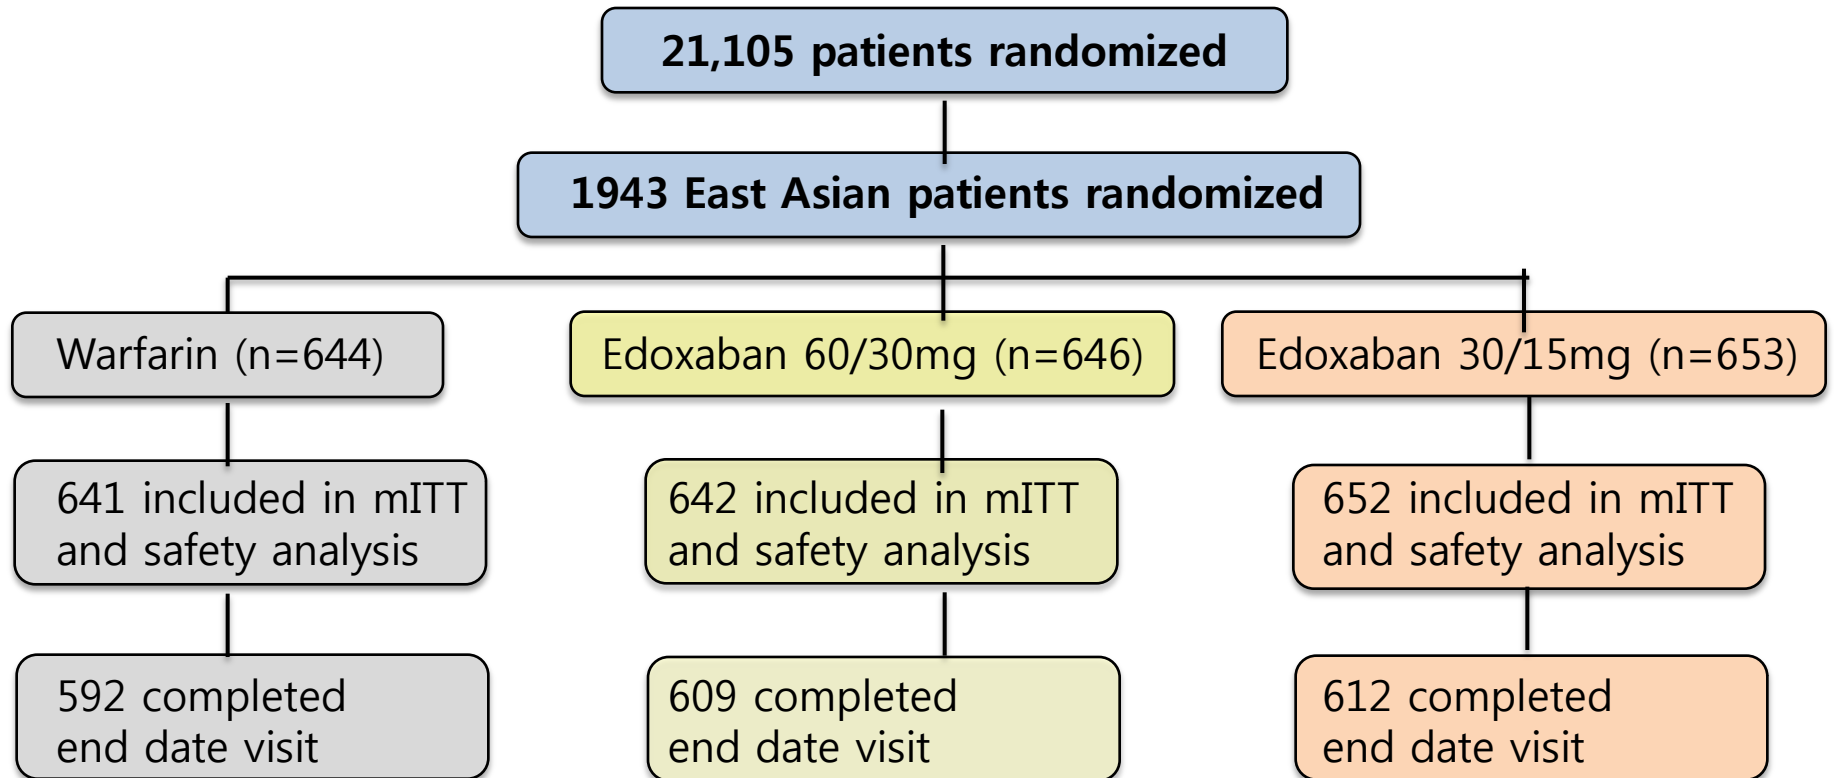 21,105 patients randomized
1943 East Asian patients randomized
Warfarin (n=644)
Edoxaban 60/30mg (n=646)
Edoxaban 30/15mg (n=653)
641 included in mITT
and safety analysis
642 included in mITT
and safety analysis
652 included in mITT
and safety analysis
592 completed
end date visit
609 completed
end date visit
612 completed
end date visit